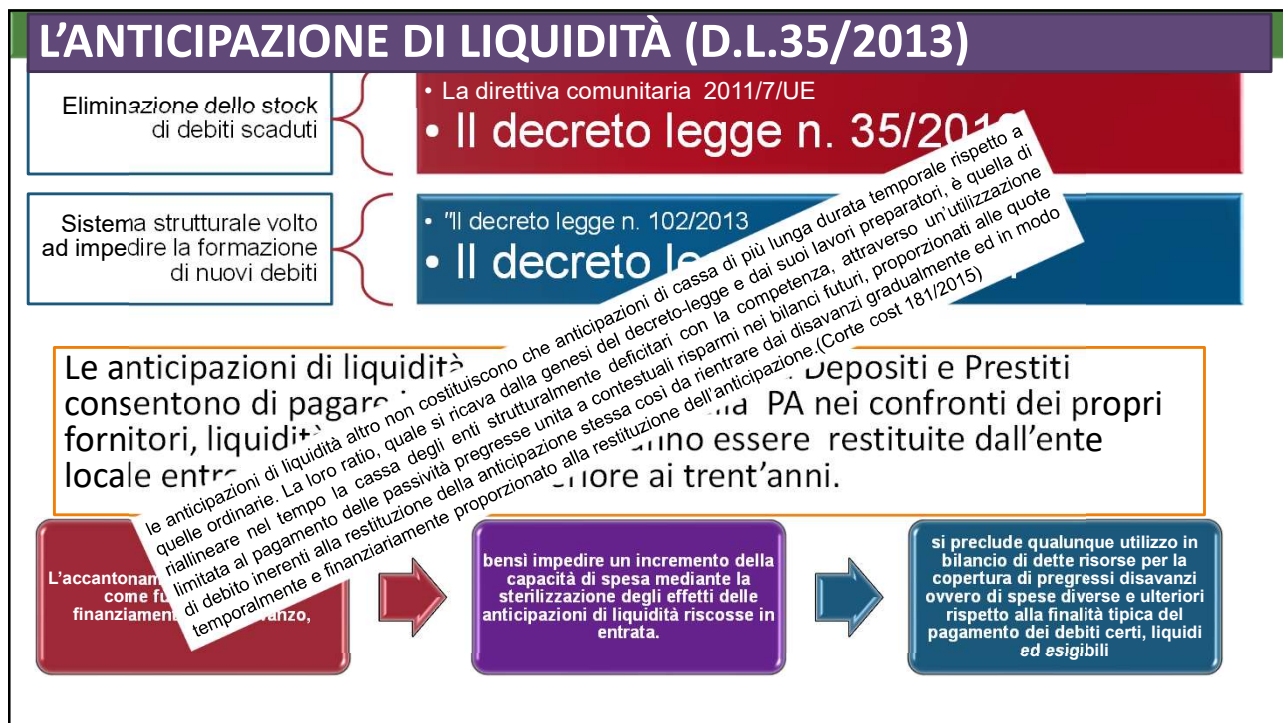 L'ANTICIPAZIONE DI LIQUIDITÀ (D.L.35/2013)
Eliminazione dello stock
di debiti scaduti
• La direttiva comunitaria 2011/7/UE
• Il decreto legge n. 35/2013
Sistema strutturale volto
ad impedire la formazione
di nuovi debiti
• "Il decreto legge n. 102/2013
• Il decreto
le anticipazioni di liquidità altro non costituiscono che anticipazioni di cassa di più lunga durata temporale rispetto a
quelle ordinarie. La loro ratio, quale si ricava dalla genesi del decreto-legge e dai suoi lavori preparatori, è quella di
riallineare nel tempo la cassa degli enti strutturalmente deficitari con la competenza, attraverso un'utilizzazione
limitata al pagamento delle passività pregresse unita a contestuali risparmi nei bilanci futuri, proporzionati alle quote
di debito inerenti alla restituzione della anticipazione stessa così da rientrare dai disavanzi gradualmente ed in modo
temporalmente e finanziariamente proporzionato alla restituzione dell'anticipazione.(Corte cost 181/2015)
Le anticipazioni di liquidità Depositi e Prestiti
consentono di pagare PA nei confronti dei propri
fornitori, liquidità essere restituite dall'ente
locale ai trent'anni.
come
bensì impedire un incremento della
capacità di spesa mediante la
sterilizzazione degli effetti delle
anticipazioni di liquidità riscosse in
entrata.
si preclude qualunque utilizzo in
bilancio di dette risorse per la
copertura di pregressi disavanzi
ovvero di spese diverse e ulteriori
rispetto alla finalità tipica del
pagamento dei debiti certi, liquidi
ed esigibili